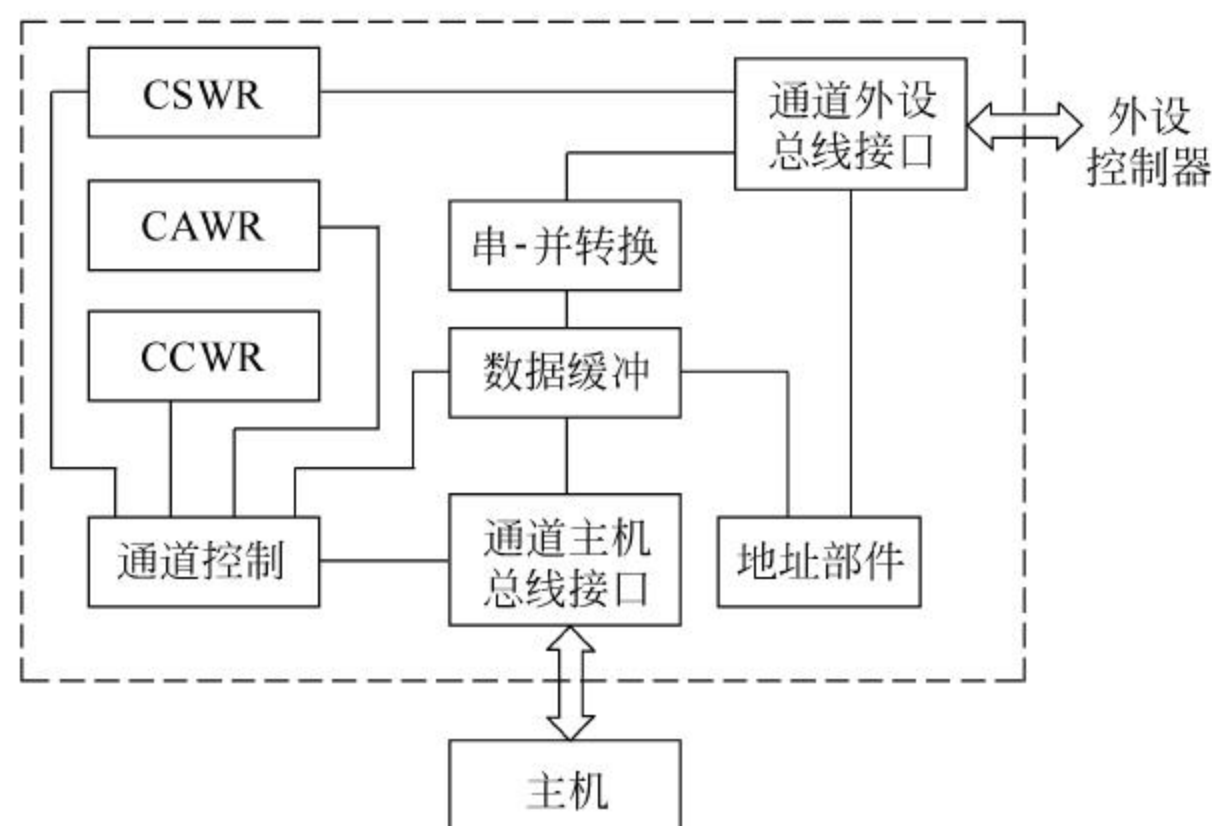 CSWR
通道外设
总线接口
外设
控制器
CAWR
串-并转换
CCWR
数据缓冲
通道控制
通道主机
总线接口
地址部件
主机